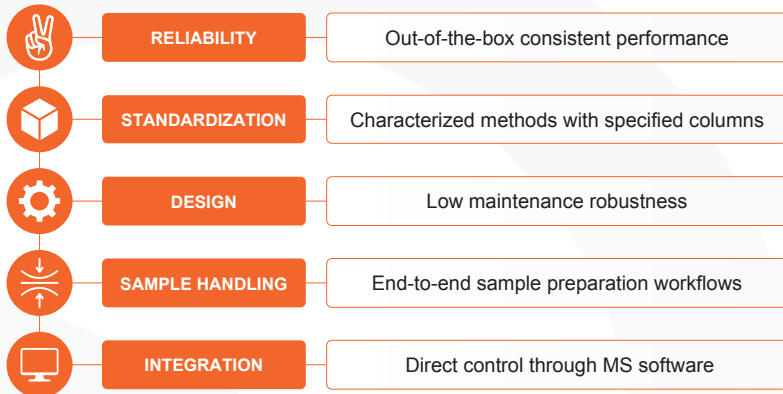 RELIABILITY
Out-of-the-box consistent performance
STANDARDIZATION
Characterized methods with specified columns
DESIGN
Low maintenance robustness
SAMPLE HANDLING
End-to-end sample preparation workflows
INTEGRATION
Direct control through MS software